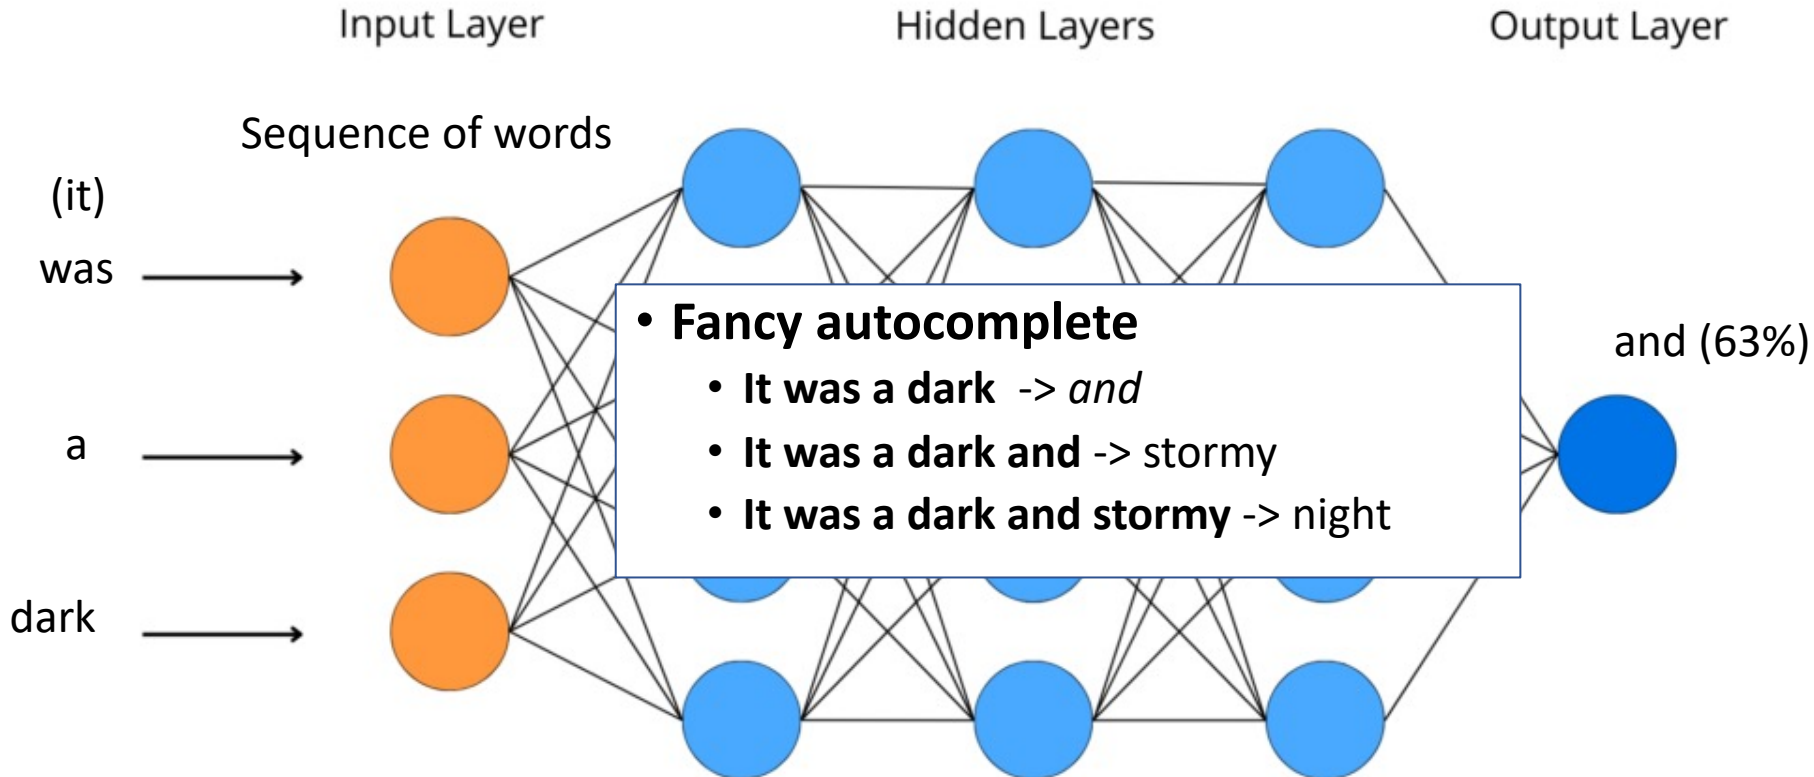 Input Layer
Hidden Layers
Output Layer
Sequence of words
(it)
was
a
dark
• Fancy autocomplete
• It was a dark -> and
• It was a dark and -> stormy
• It was a dark and stormy -> night
and (63%)